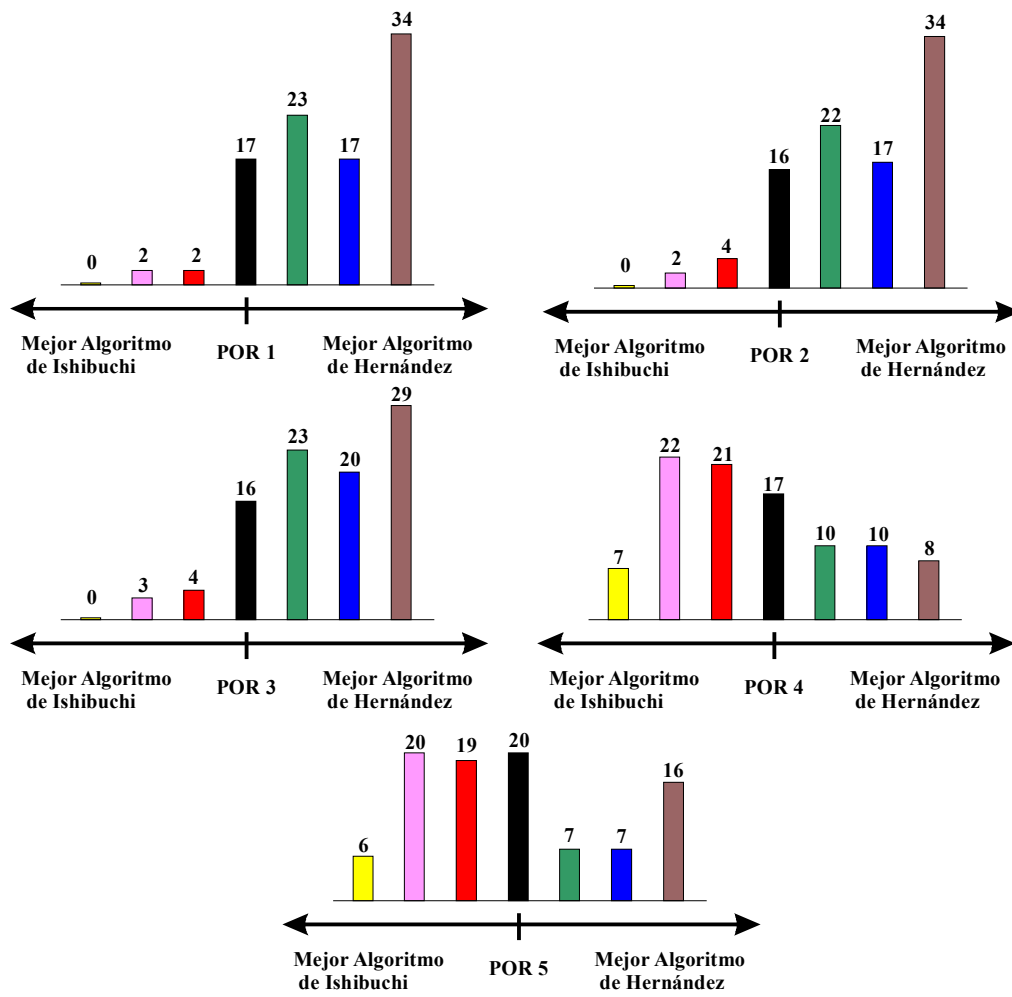 34
23
17
17
2
2
0
Mejor Algoritmo
de Ishibuchi
POR 1
Mejor Algoritmo
de Hernández
34
22
16
17
4
2
0
Mejor Algoritmo
de Ishibuchi
POR 2
Mejor Algoritmo
de Hernández
29
23
20
16
4
3
0
Mejor Algoritmo
de Ishibuchi
POR 3
Mejor Algoritmo
de Hernández
22
21
17
10
10
8
7
Mejor Algoritmo
de Ishibuchi
POR 4
Mejor Algoritmo
de Hernández
20
19
20
16
6
7
7
Mejor Algoritmo
de Ishibuchi
POR 5
Mejor Algoritmo
de Hernández